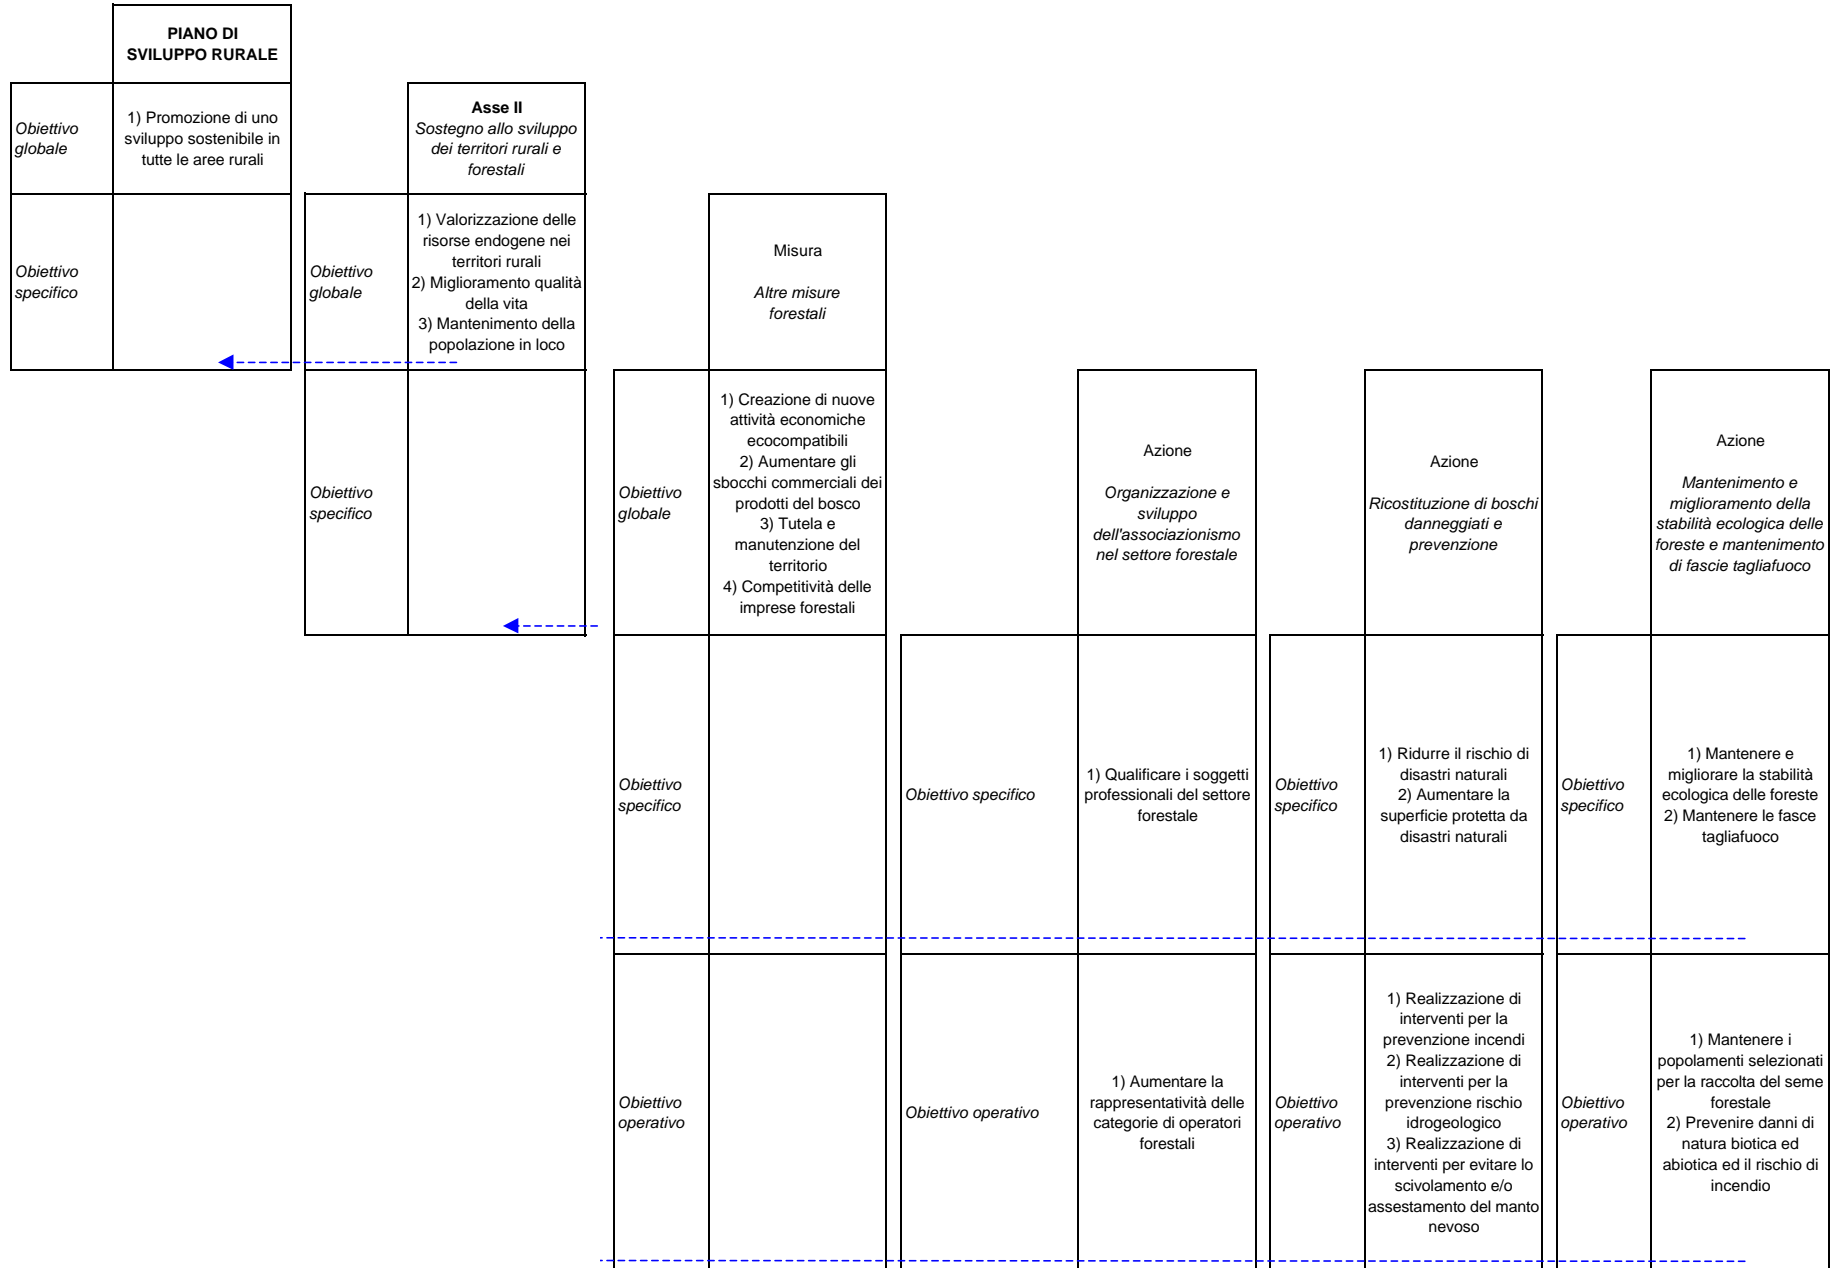 PIANO DI
SVILUPPO RURALE
Obiettivo
globale
1) Promozione di uno
sviluppo sostenibile in
tutte le aree rurali
Asse II
Sostegno allo sviluppo
dei territori rurali e
forestali
Obiettivo
specifico
Obiettivo
globale
1) Valorizzazione delle
risorse endogene nei
territori rurali
2) Miglioramento qualità
della vita
3) Mantenimento della
popolazione in loco
Misura
Altre misure
forestali
Obiettivo
specifico
Obiettivo
globale
1) Creazione di nuove
attività economiche
ecocompatibili
2) Aumentare gli
sbocchi commerciali dei
prodotti del bosco
3) Tutela e
manutenzione del
territorio
4) Competitività delle
imprese forestali
Azione
Organizzazione e
sviluppo
dell'associazionismo
nel settore forestale
Azione
Ricostituzione di boschi
danneggiati e
prevenzione
Azione
Mantenimento e
miglioramento della
stabilità ecologica delle
foreste e mantenimento
di fascie tagliafuoco
Obiettivo
specifico
Obiettivo specifico
1) Qualificare i soggetti
professionali del settore
forestale
Obiettivo
specifico
1) Ridurre il rischio di
disastri naturali
2) Aumentare la
superficie protetta da
disastri naturali
Obiettivo
specifico
1) Mantenere e
migliorare la stabilità
ecologica delle foreste
2) Mantenere le fasce
tagliafuoco
Obiettivo
operativo
Obiettivo operativo
1) Aumentare la
rappresentatività delle
categorie di operatori
forestali
Obiettivo
operativo
1) Realizzazione di
interventi per la
prevenzione incendi
2) Realizzazione di
interventi per la
prevenzione rischio
idrogeologico
3) Realizzazione di
interventi per evitare lo
scivolamento e/o
assestamento del manto
nevoso
Obiettivo
operativo
1) Mantenere i
popolamenti selezionati
per la raccolta del seme
forestale
2) Prevenire danni di
natura biotica ed
abiotica ed il rischio di
incendio